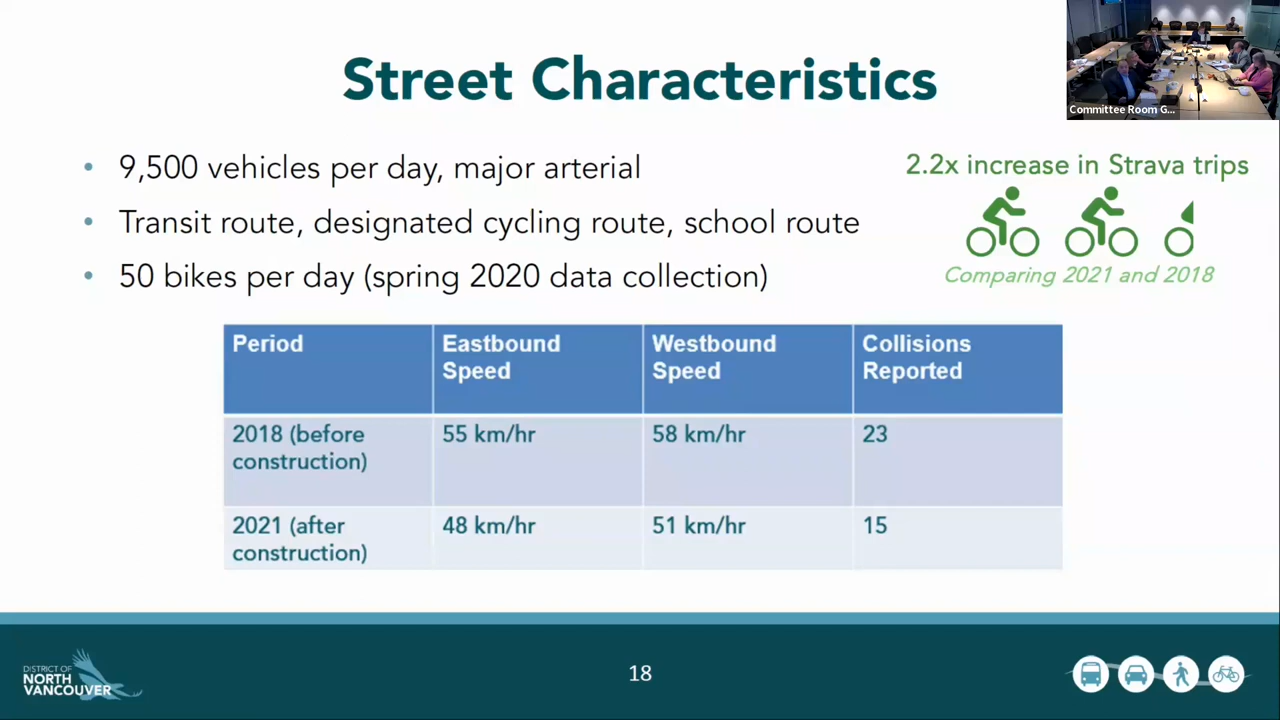 Street Characteristics
Committee Room G...
• 9,500 vehicles per day, major arterial
• Transit route, designated cycling route, school route
• 50 bikes per day (spring 2020 data collection)
2.2x increase in Strava trips
Comparing 2021 and 2018
Period
Eastbound
Speed
Westbound
Speed
Collisions
Reported
2018 (before
construction)
55 km/hr
58 km/hr
23
2021 (after
construction)
48 km/hr
51 km/hr
15
DISTRICT OF
NORTH
VANCOUVER
18